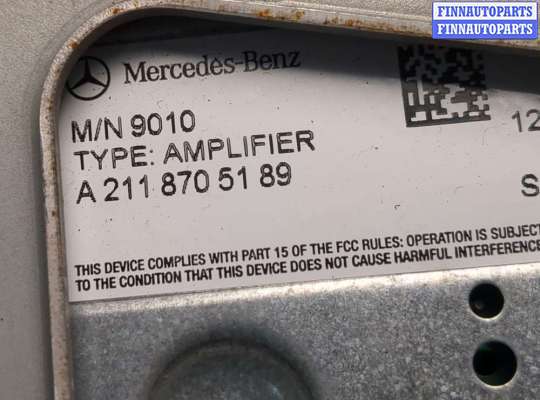 FINNAUTOPARTS
FINNAUTOPARTS
Mercedes-Benz
M/N 9010
TYPE: AMPLIFIER
A 211 870 51 89
12
S
THIS DEVICE COMPLIES WITH PART 15 OF THE FCC RULES: OPERATION IS SUBJECT
TO THE CONDITION THAT THIS DEVICE DOES NOT CAUSE HARMFUL INTERFERENCE